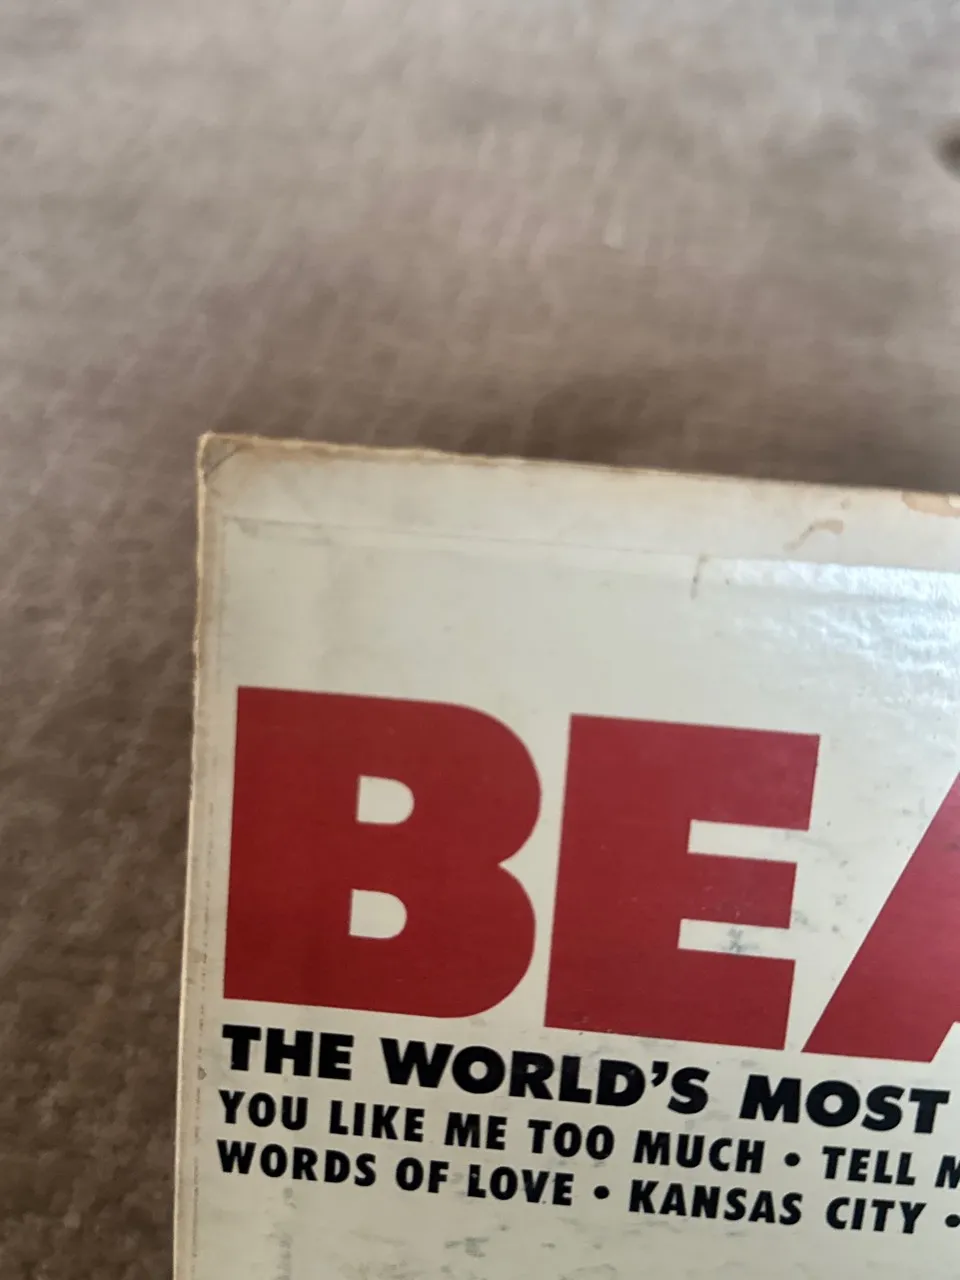 BEA
THE WORLD'S MOST
YOU LIKE ME TOO MUCH • TELL M
WORDS OF LOVE • KANSAS CITY •